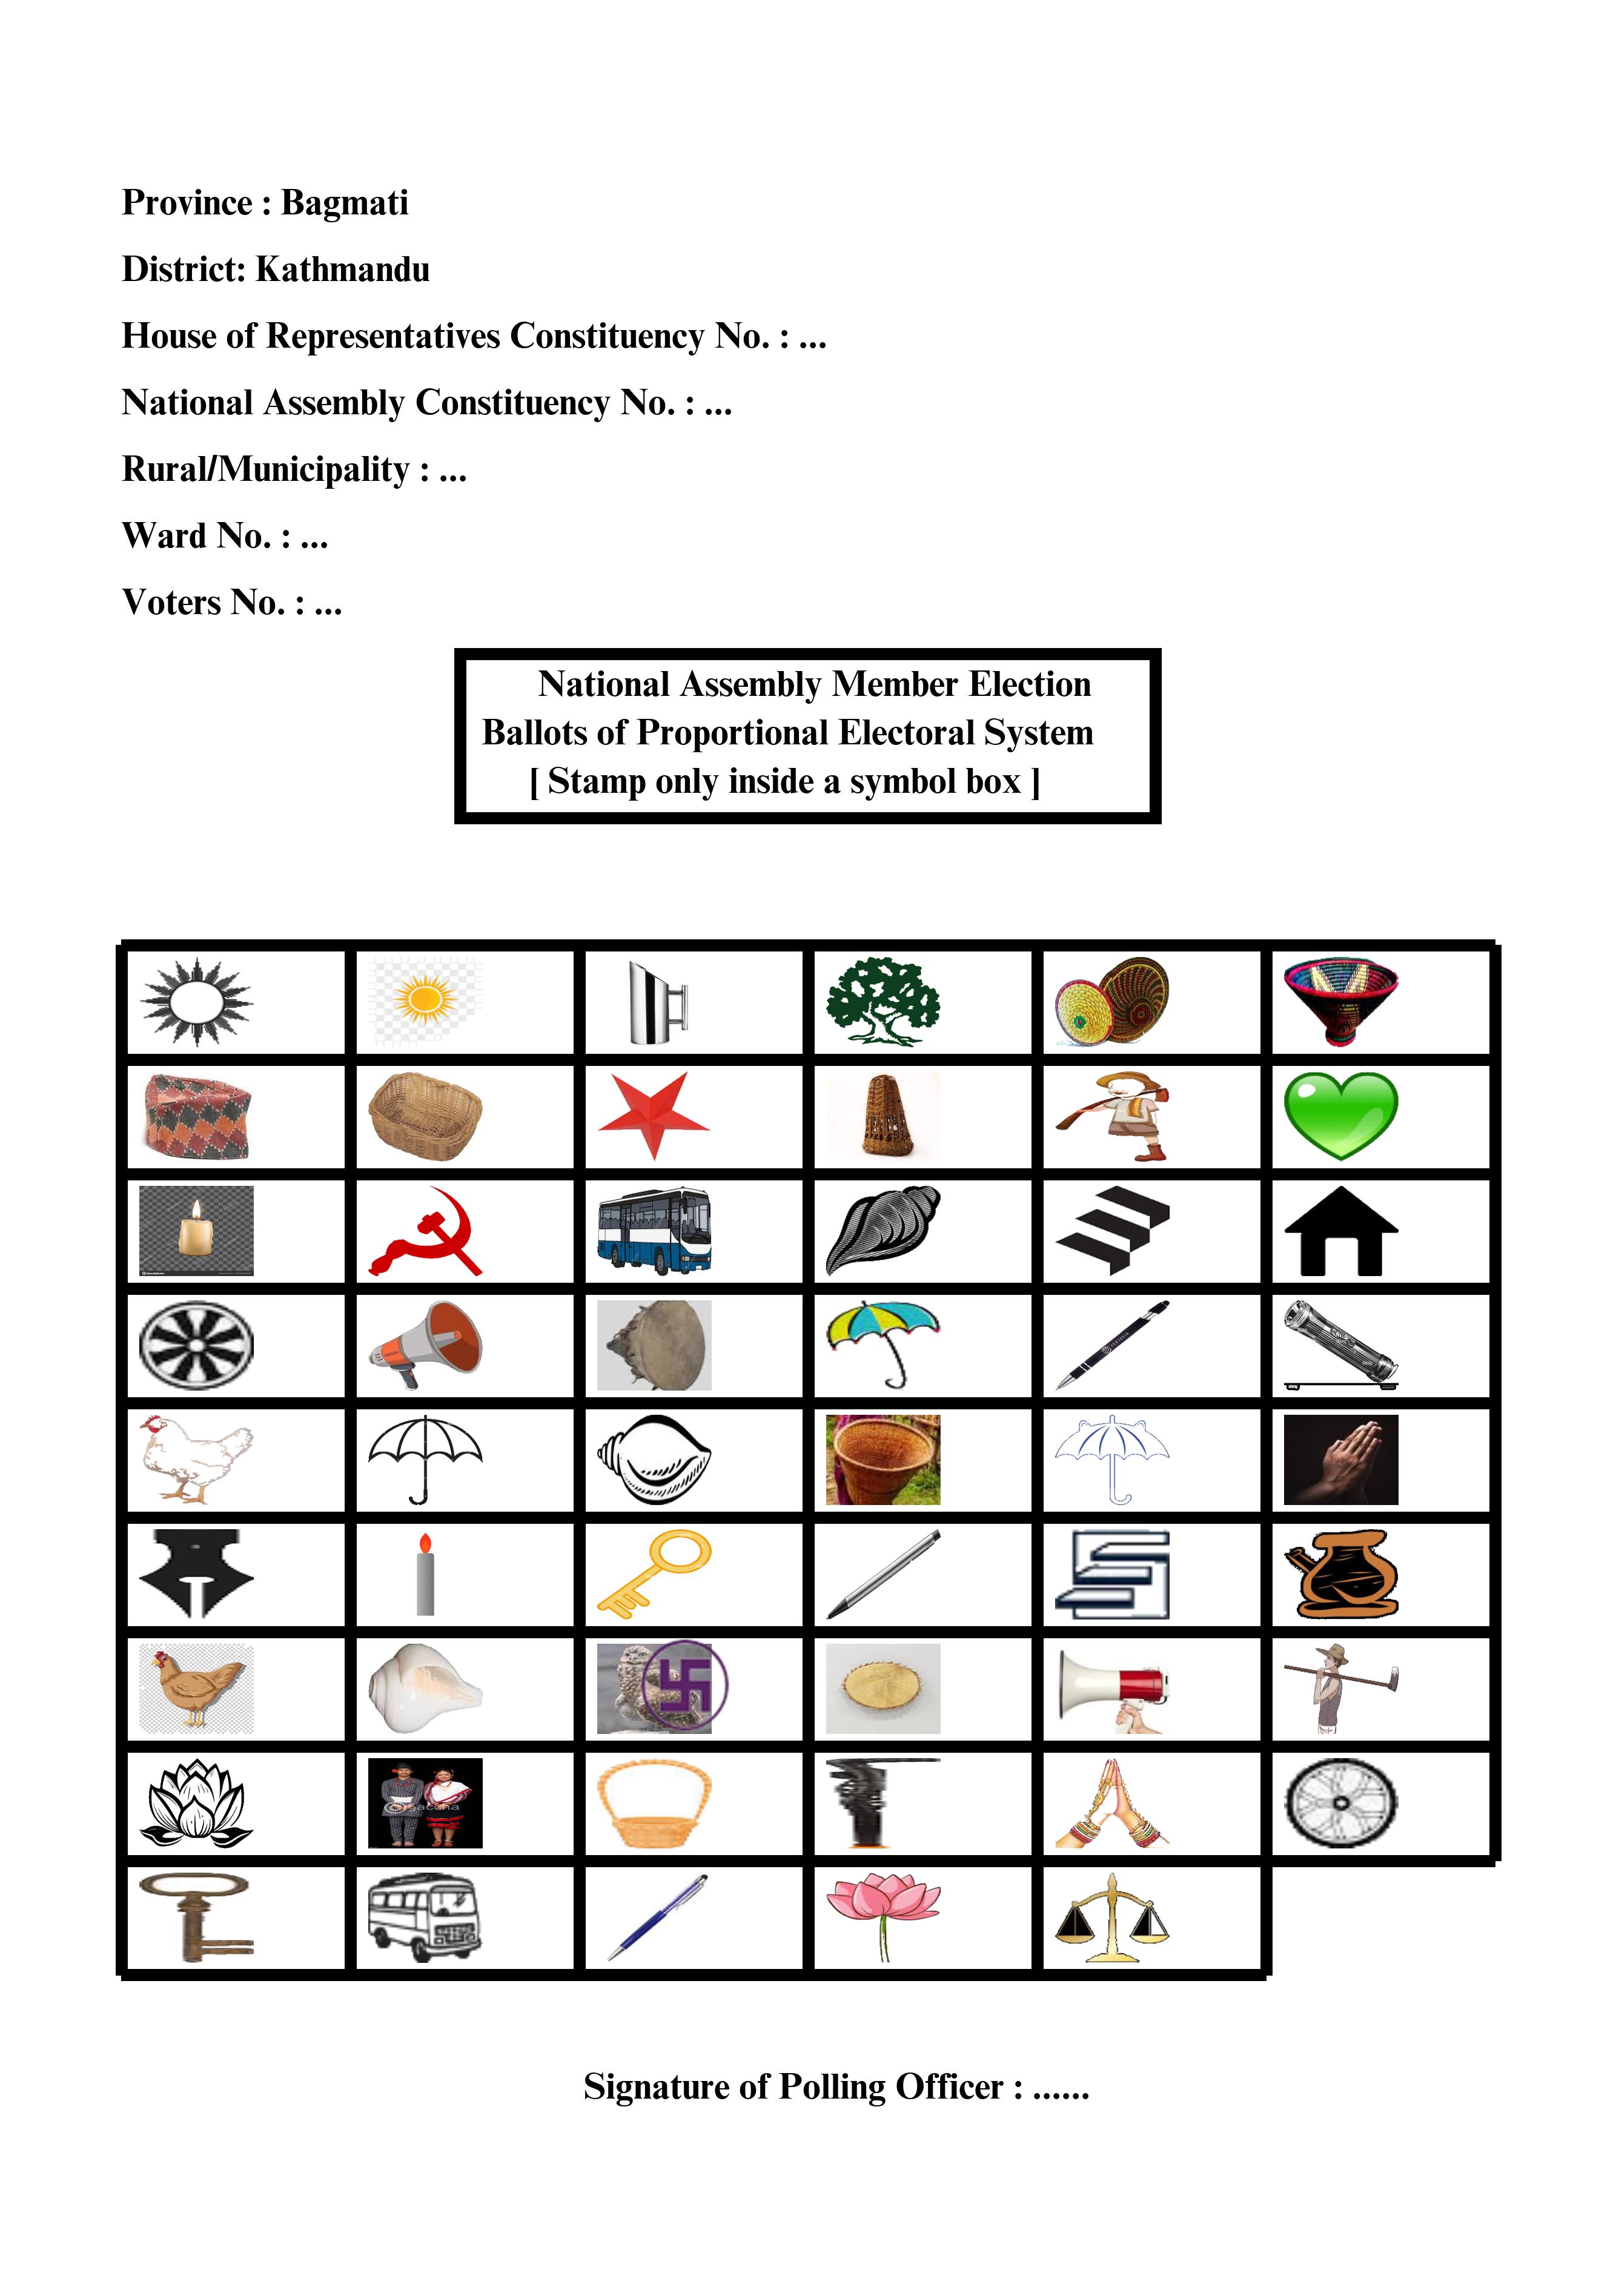 Province : Bagmati
District: Kathmandu
House of Representatives Constituency No. : ...
National Assembly Constituency No. : ...
Rural/Municipality : ...
Ward No. : ...
Voters No. : ...
National Assembly Member Election
Ballots of Proportional Electoral System
[ Stamp only inside a symbol box ]
Signature of Polling Officer : ......